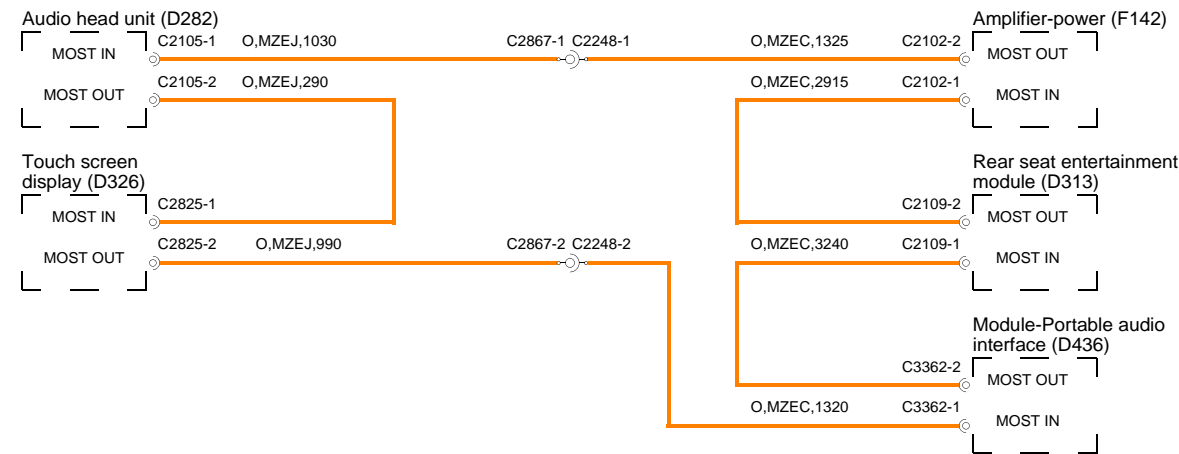 Audio head unit (D282)
MOST IN
C2105-1
O,MZEJ,1030
C2867-1
C2248-1
O,MZEC,1325
C2102-2
Amplifier-power (F142)
MOST OUT
MOST OUT
C2105-2
O,MZEJ,290
O,MZEC,2915
C2102-1
MOST IN
Touch screen
display (D326)
MOST IN
C2825-1
C2109-2
Rear seat entertainment
module (D313)
MOST OUT
MOST OUT
C2825-2
O,MZEJ,990
C2867-2
C2248-2
O,MZEC,3240
C2109-1
MOST IN
Module-Portable audio
interface (D436)
C3362-2
MOST OUT
O,MZEC,1320
C3362-1
MOST IN